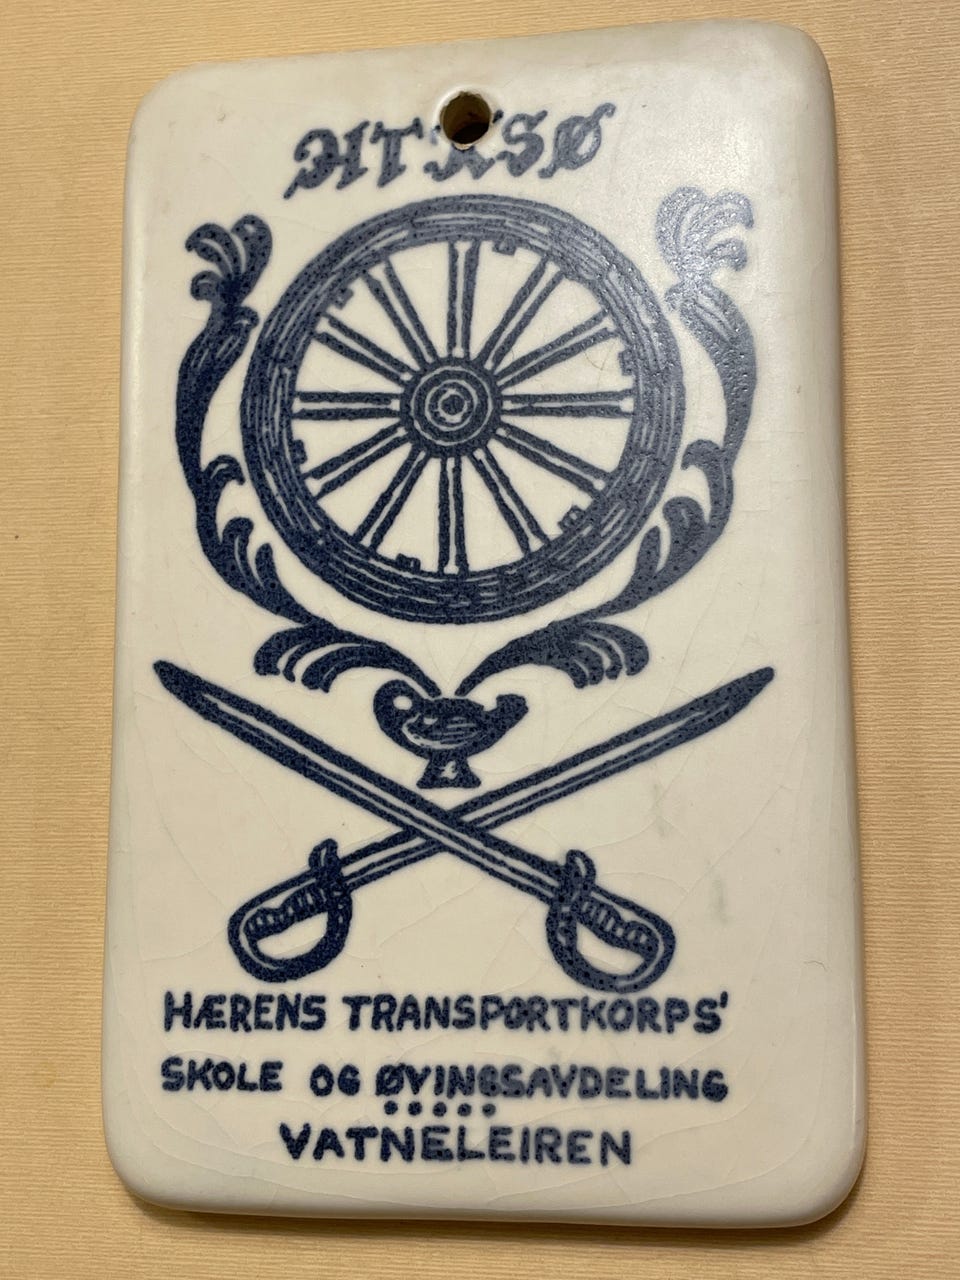 HTKSØ
HÆRENS TRANSPORTKORPS'
SKOLE OG ØVINGSAVDELING
VATNELEIREN